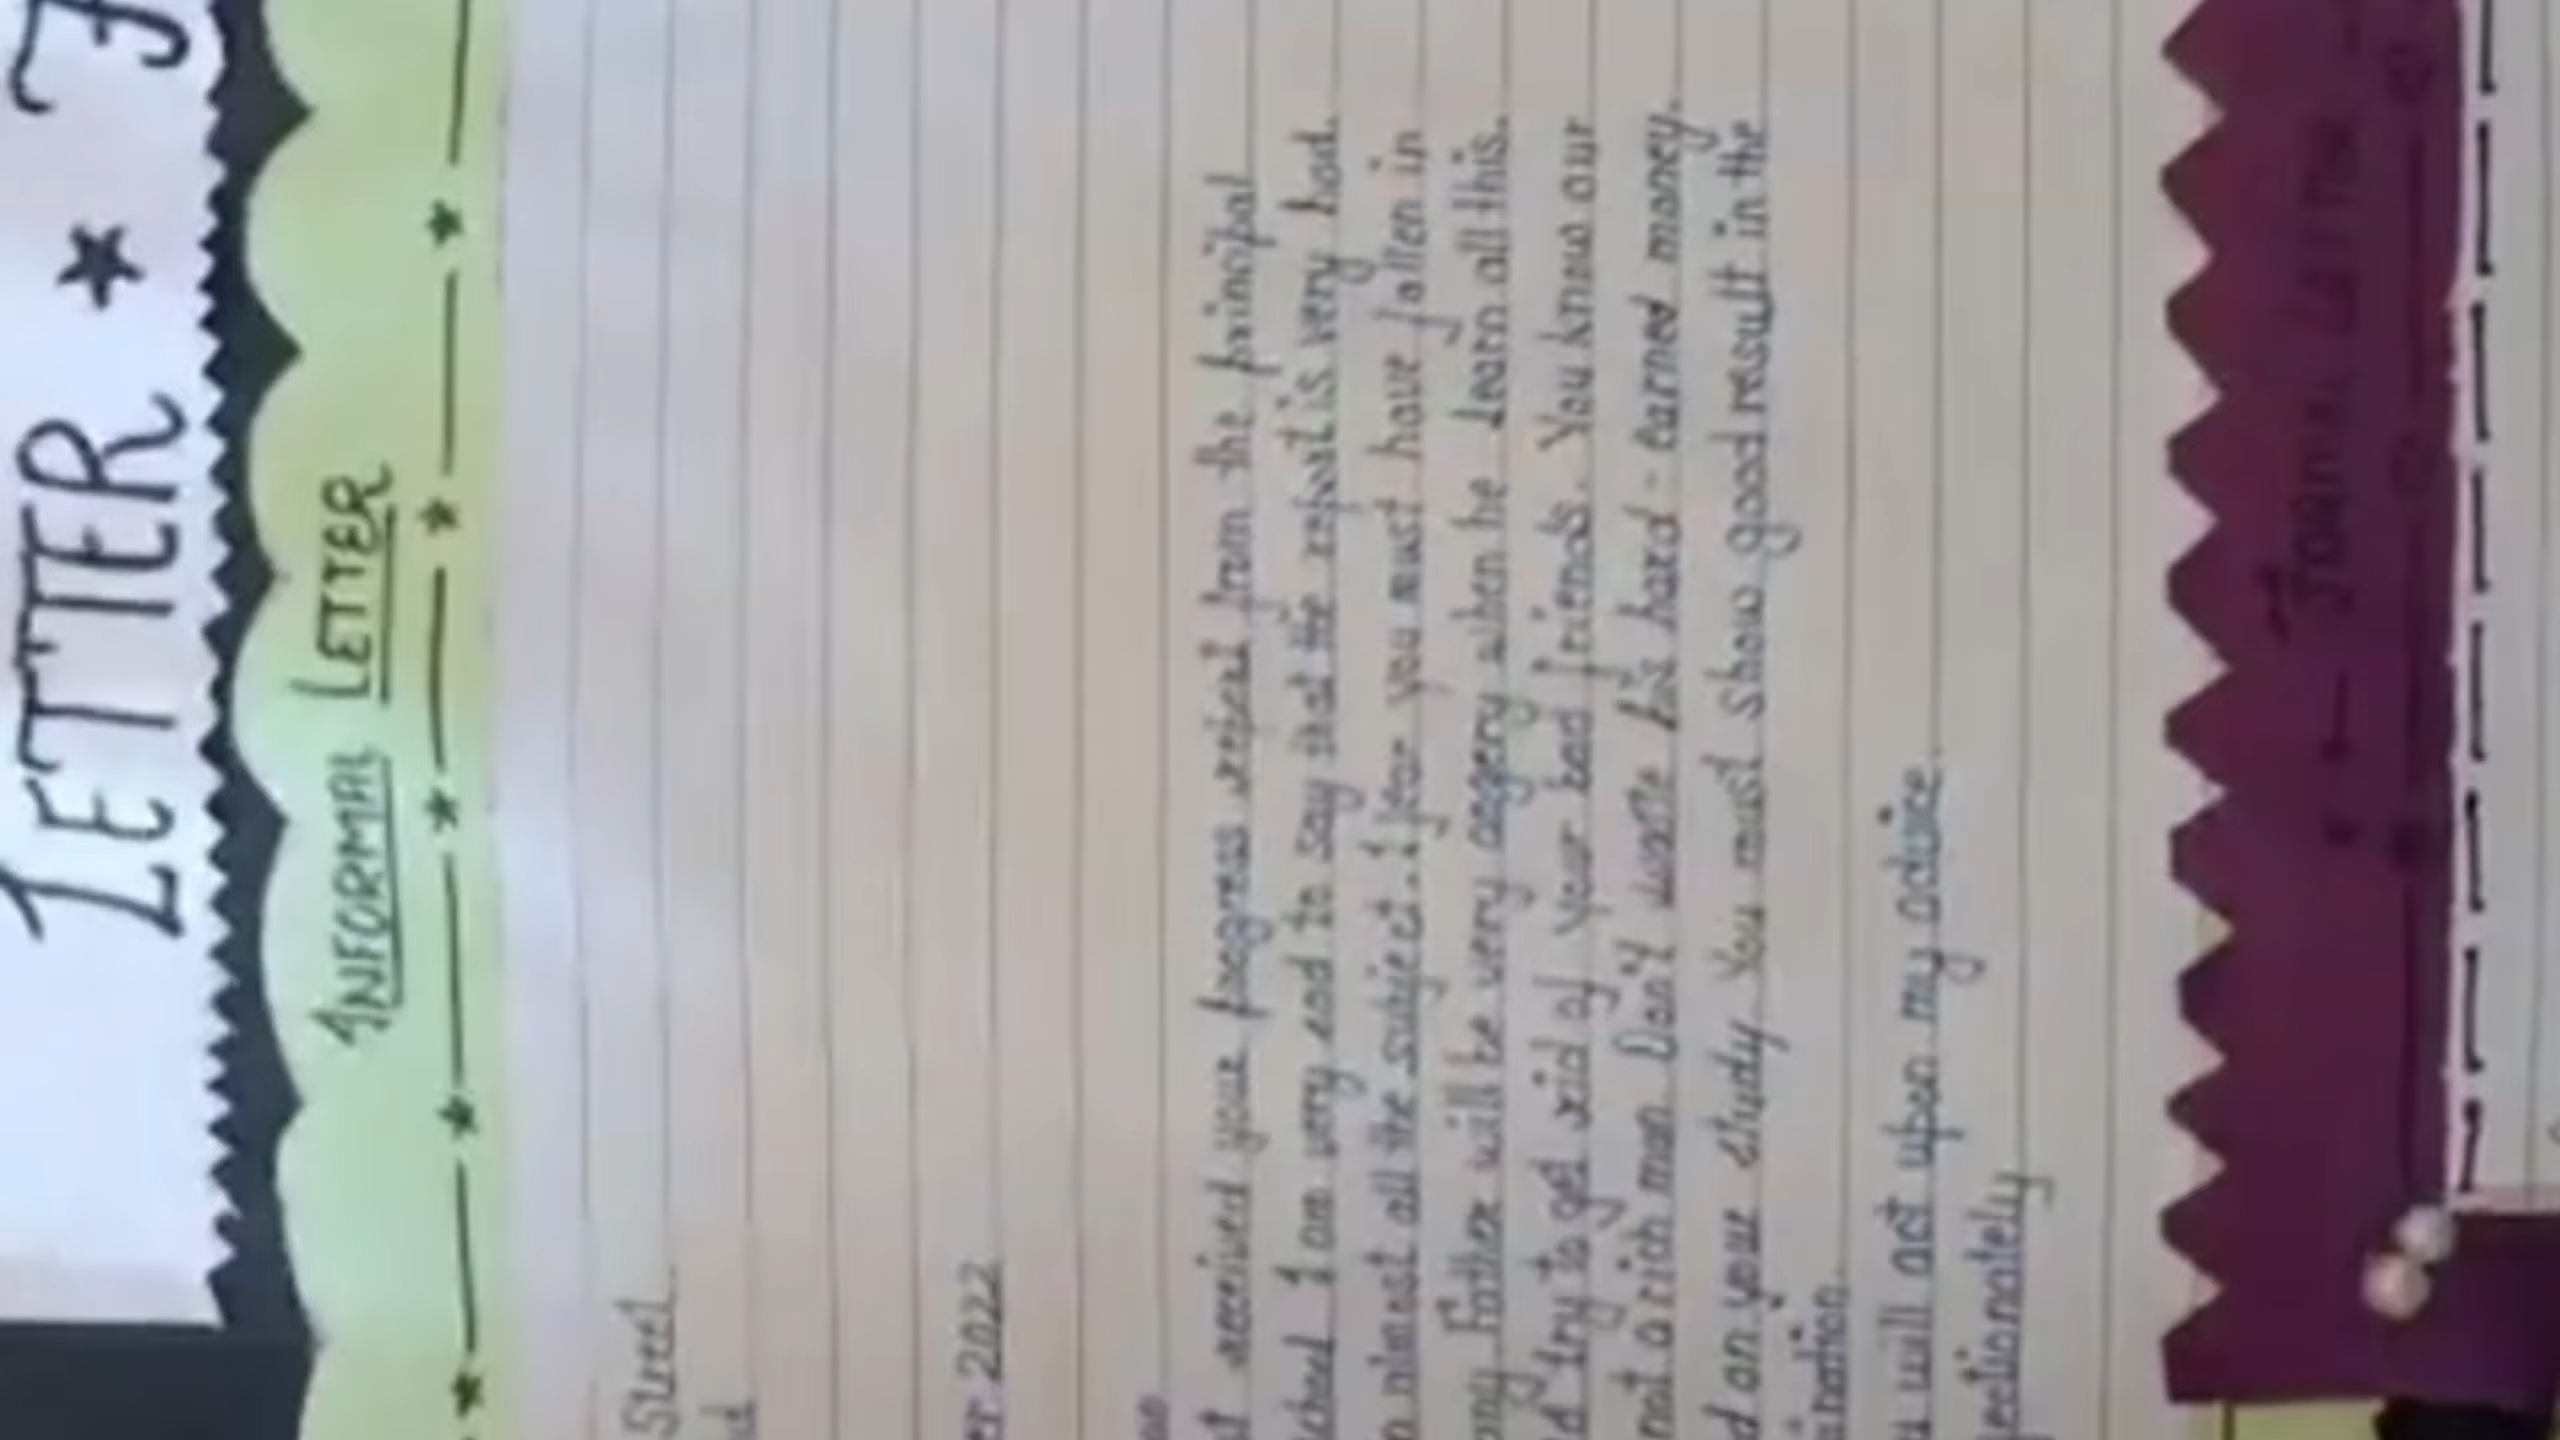 LETTER
INFORMAL LETTER
Street
er 2022
received your progress report from the principal
I am very sad to say that the report is very bad.
almost all the subject. I fear you must have fallen in
Father will be very aegery when he learn all this.
try to get rid of your bad friends. You know our
not a rich man Don't waste his hard-earned money.
on your study. You must show good result in the
will act upon my advice.
FORMAL LETTER